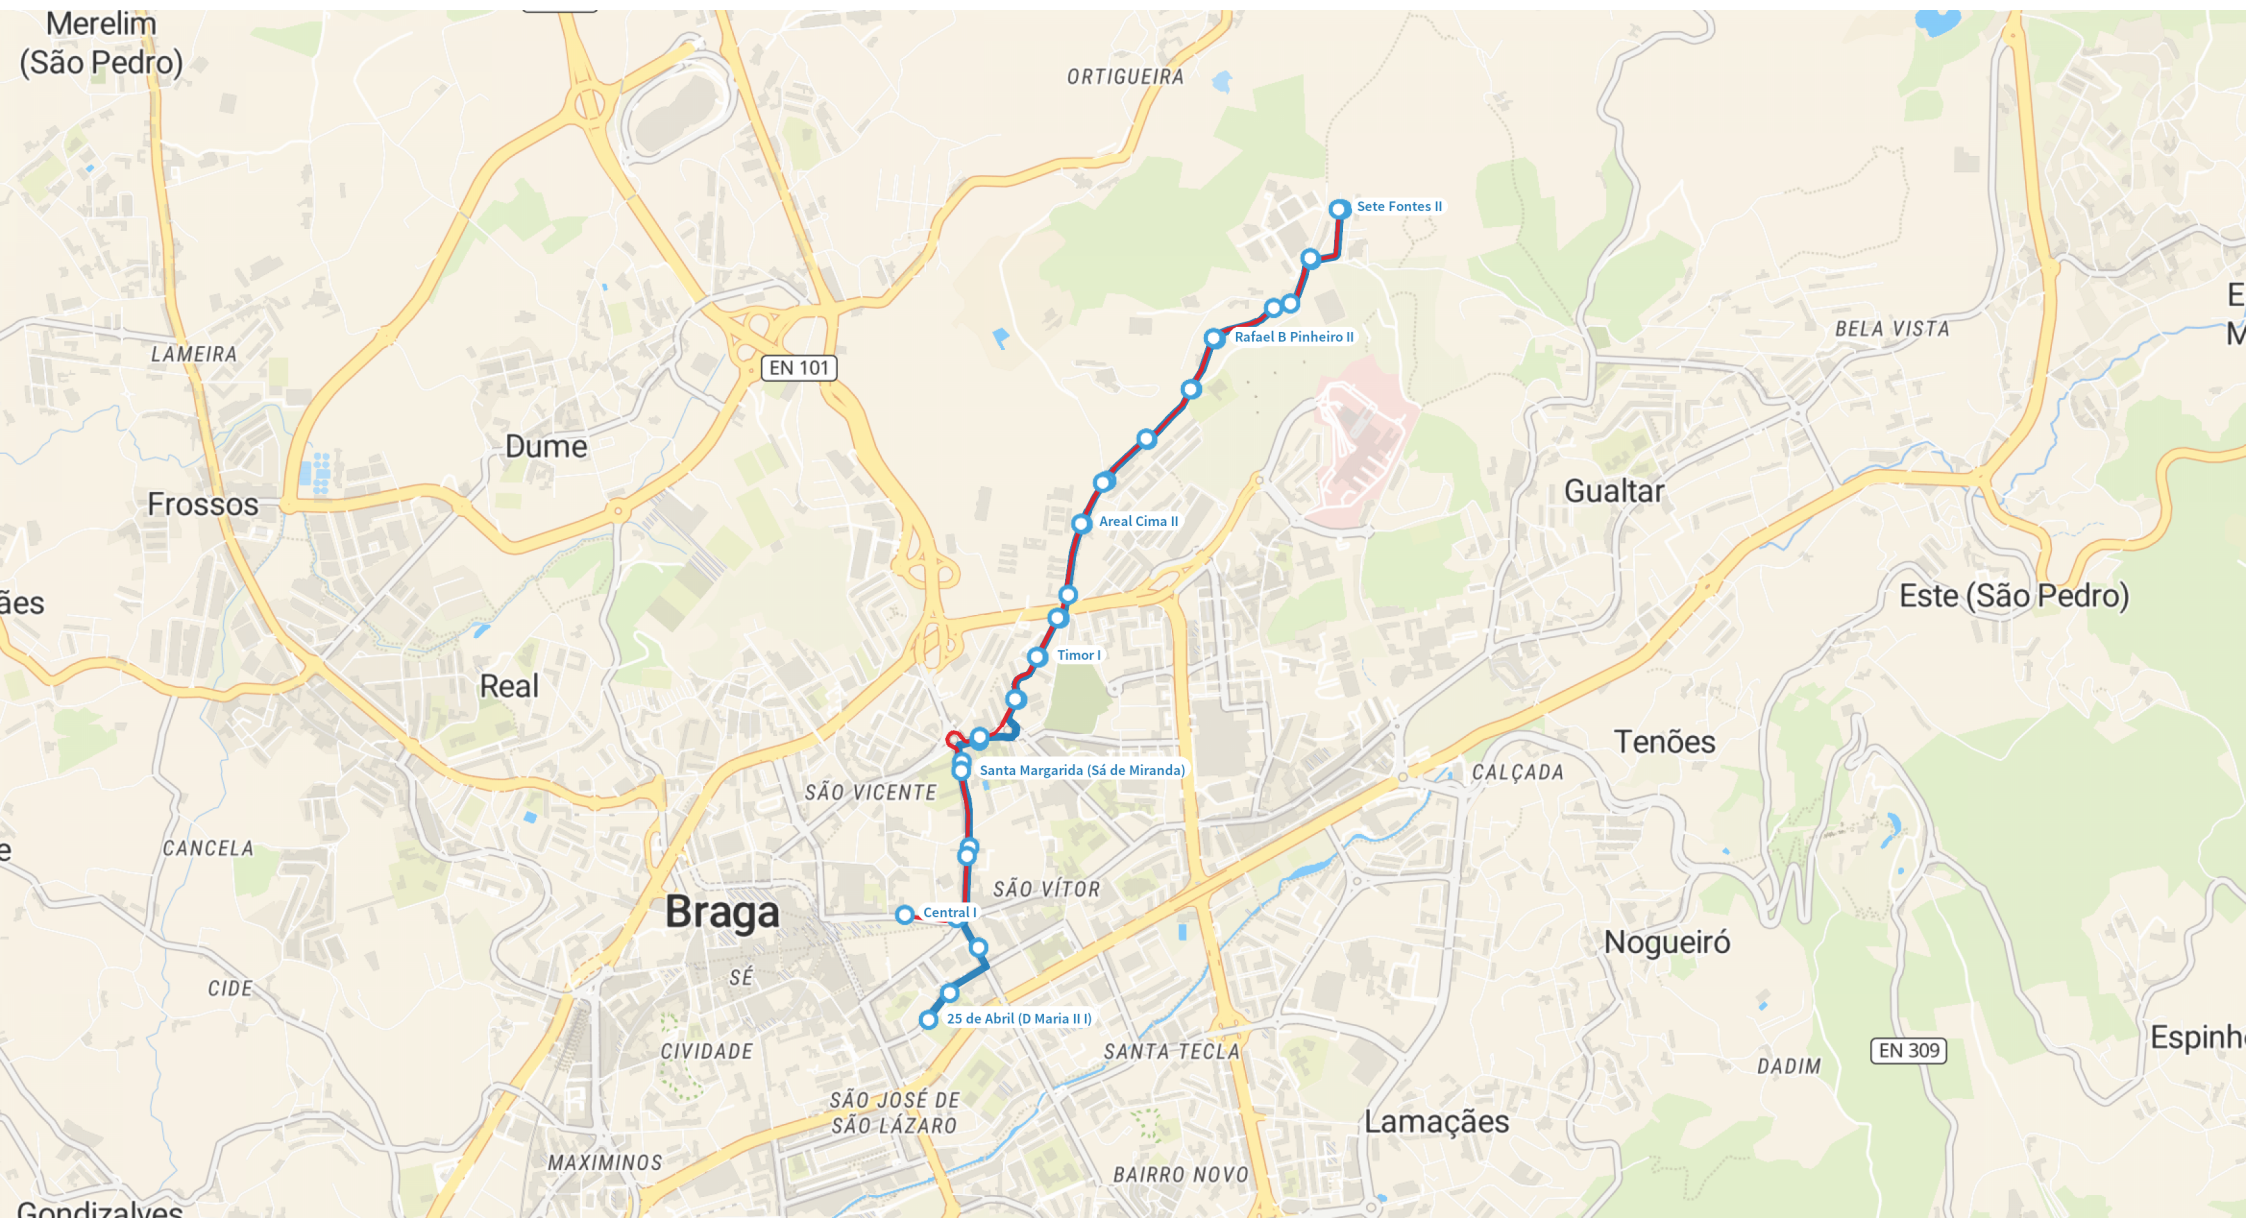 Merelim
(São Pedro)
ORTIGUEIRA
Sete Fontes II
E
BELA VISTA
M
Rafael B Pinheiro II
LAMEIRA
EN 101
Dume
Gualtar
Frossos
Areal Cima II
ães
Este (São Pedro)
Timor I
Real
Tenões
Santa Margarida (Sá de Miranda)
CALÇADA
SÃO VICENTE
e
CANCELA
SÃO VÍTOR
Braga
Central I
Nogueiró
SÉ
CIDE
25 de Abril (D Maria II I)
Espinh
CIVIDADE
SANTA TECLA
EN 309
DADIM
SÃO JOSÉ DE
SÃO LÁZARO
Lamaçães
MAXIMINOS
BAIRRO NOVO
Gondizalves